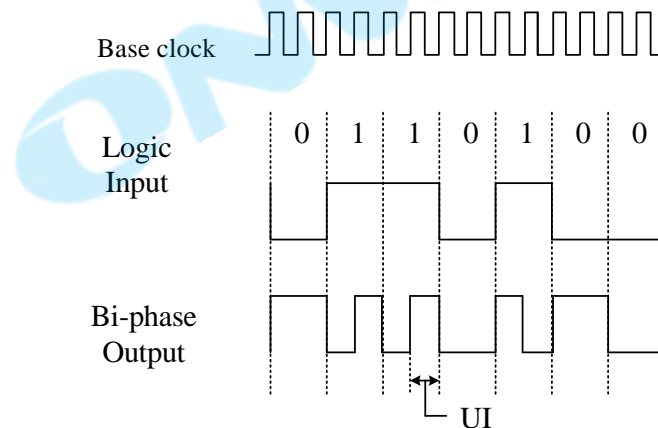 Base clock
0 1 1 0 1 0 0
Logic
Input
Bi-phase
Output
UI